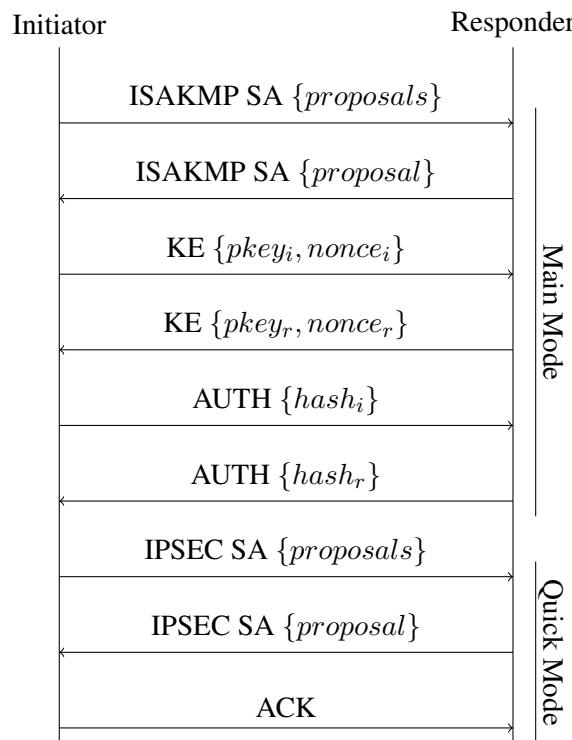 Initiator
Responder
ISAKMP SA {proposals}
ISAKMP SA {proposal}
KE {pkey_i, nonce_i}
KE {pkey_r, nonce_r}
AUTH {hash_i}
AUTH {hash_r}
Main Mode
IPSEC SA {proposals}
IPSEC SA {proposal}
ACK
Quick Mode